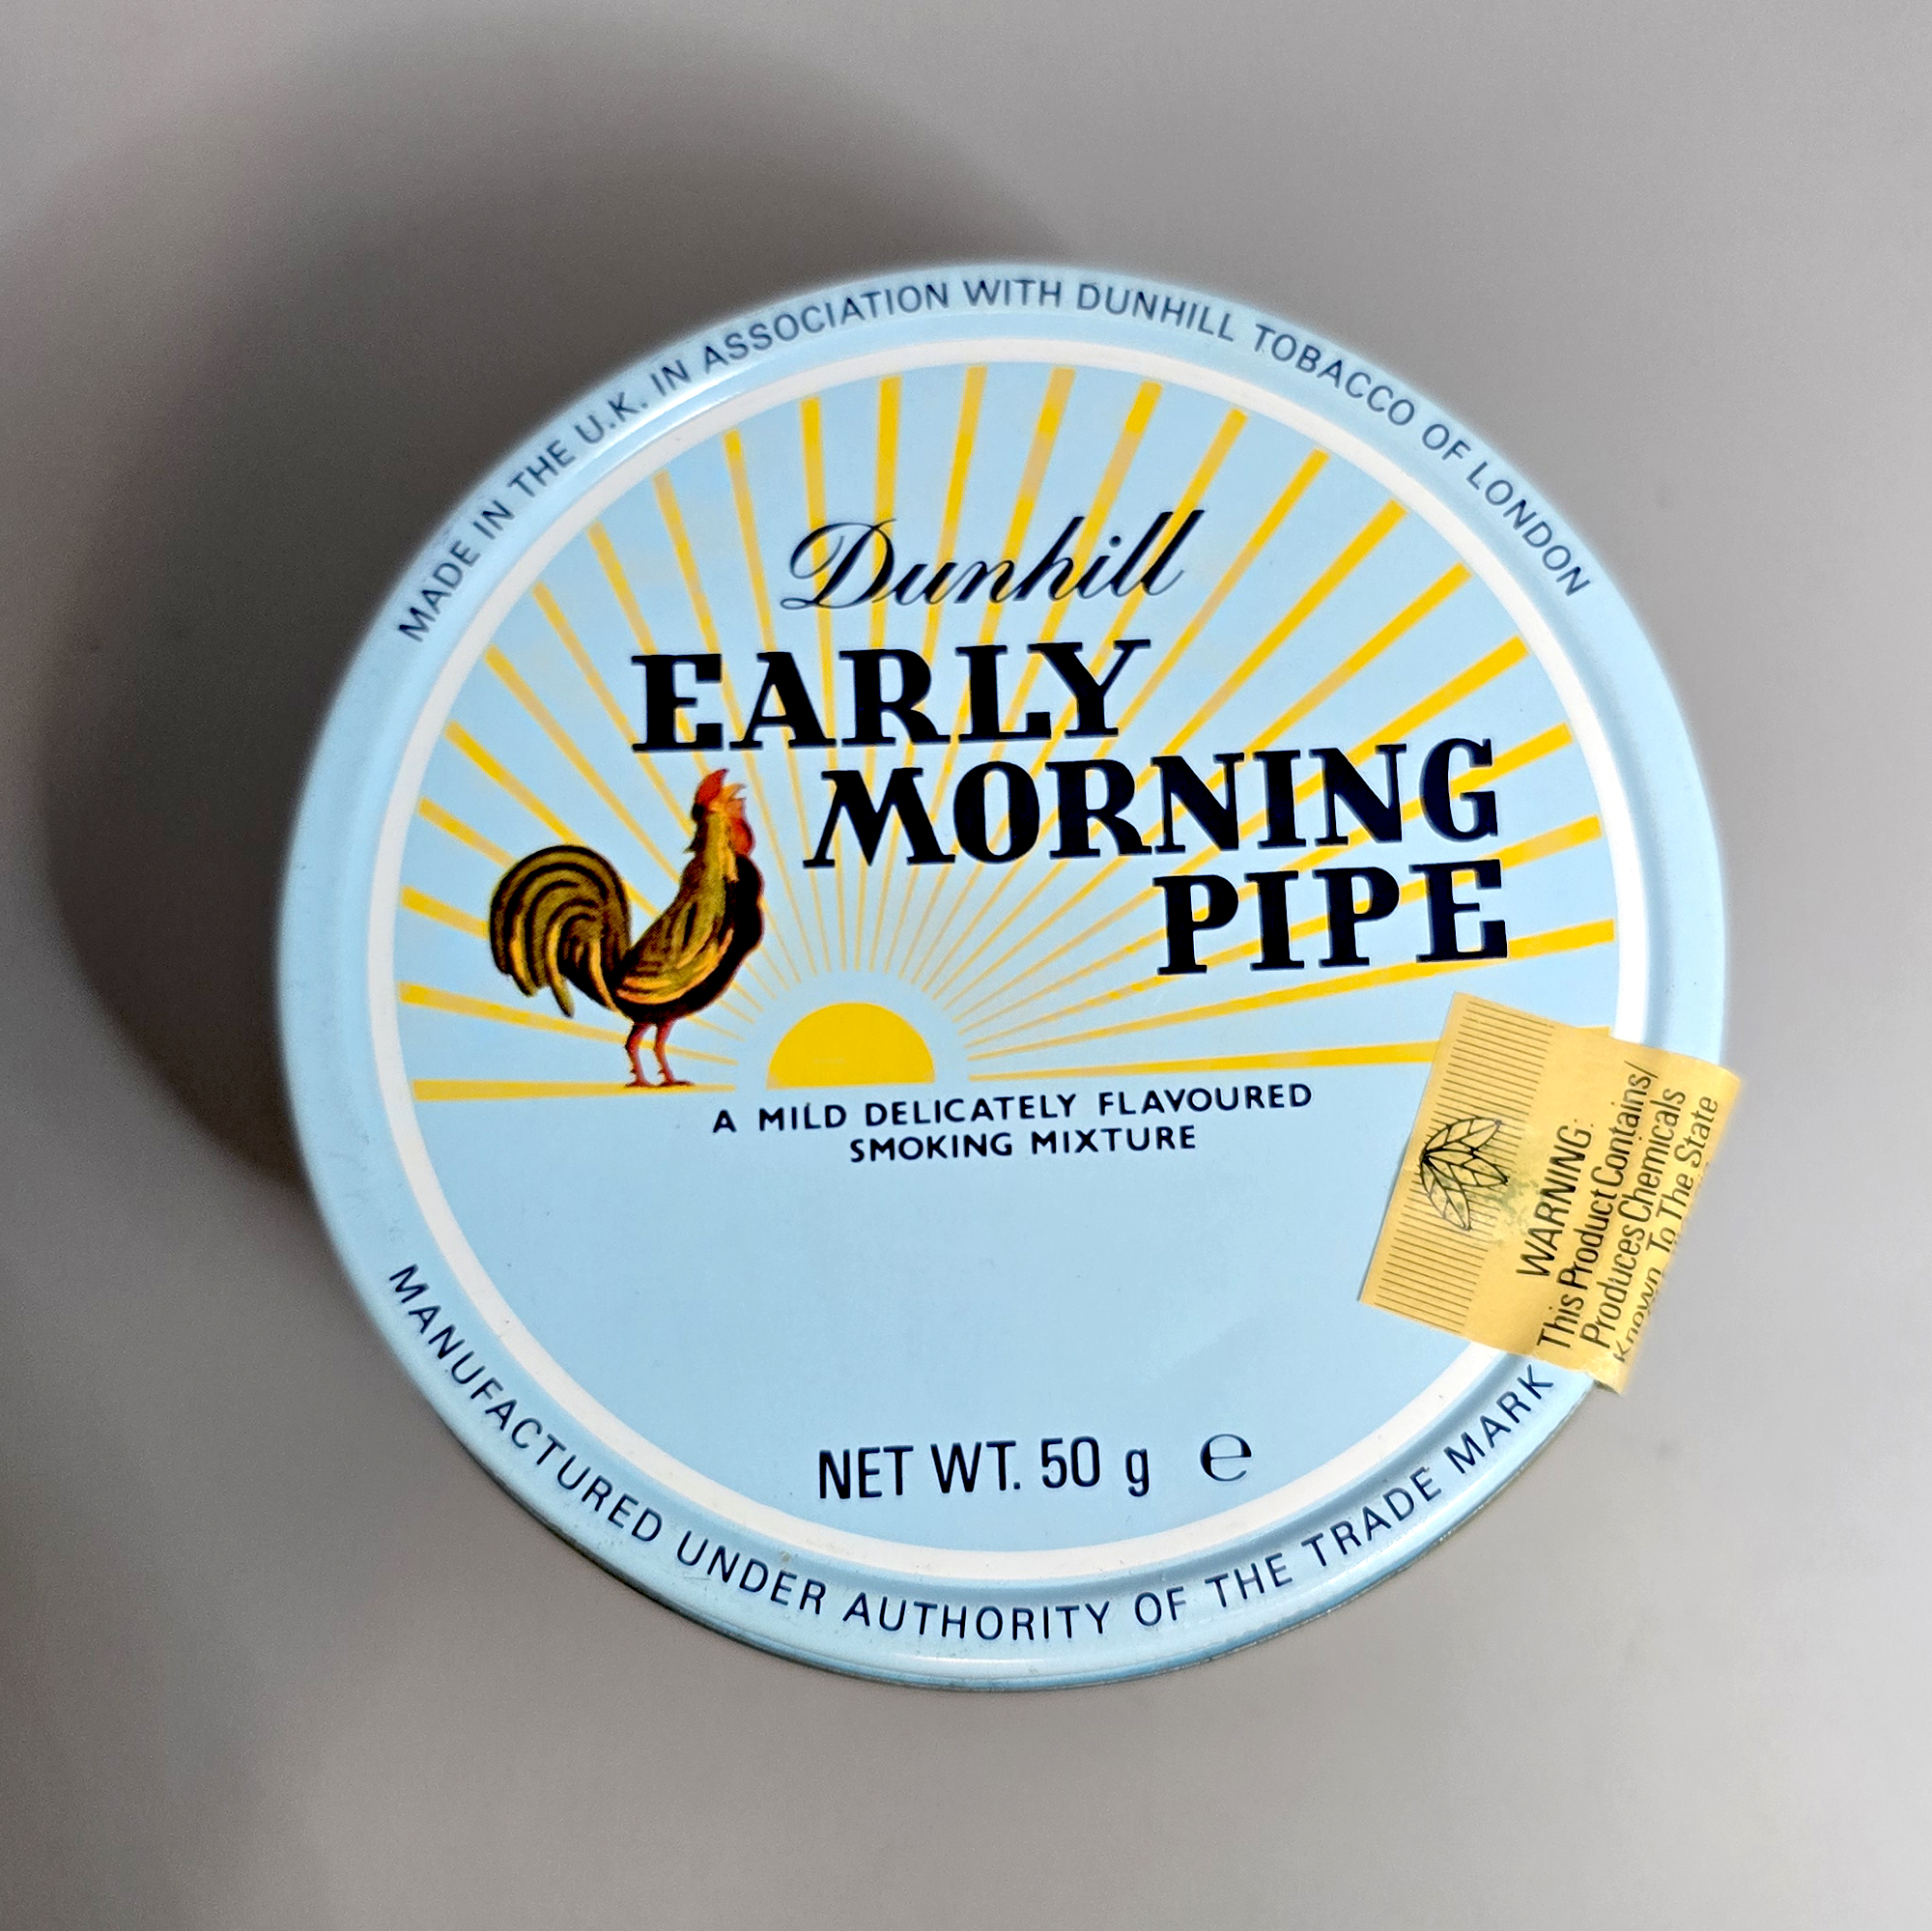 MADE IN THE U.K. IN ASSOCIATION WITH DUNHILL TOBACCO OF LONDON
Dunhill
EARLY
MORNING
PIPE
A MILD DELICATELY FLAVOURED
SMOKING MIXTURE
WARNING:
This Product Contains/
Produces Chemicals
Known To The State
NET WT. 50 g ℮
MANUFACTURED UNDER AUTHORITY OF THE TRADE MARK